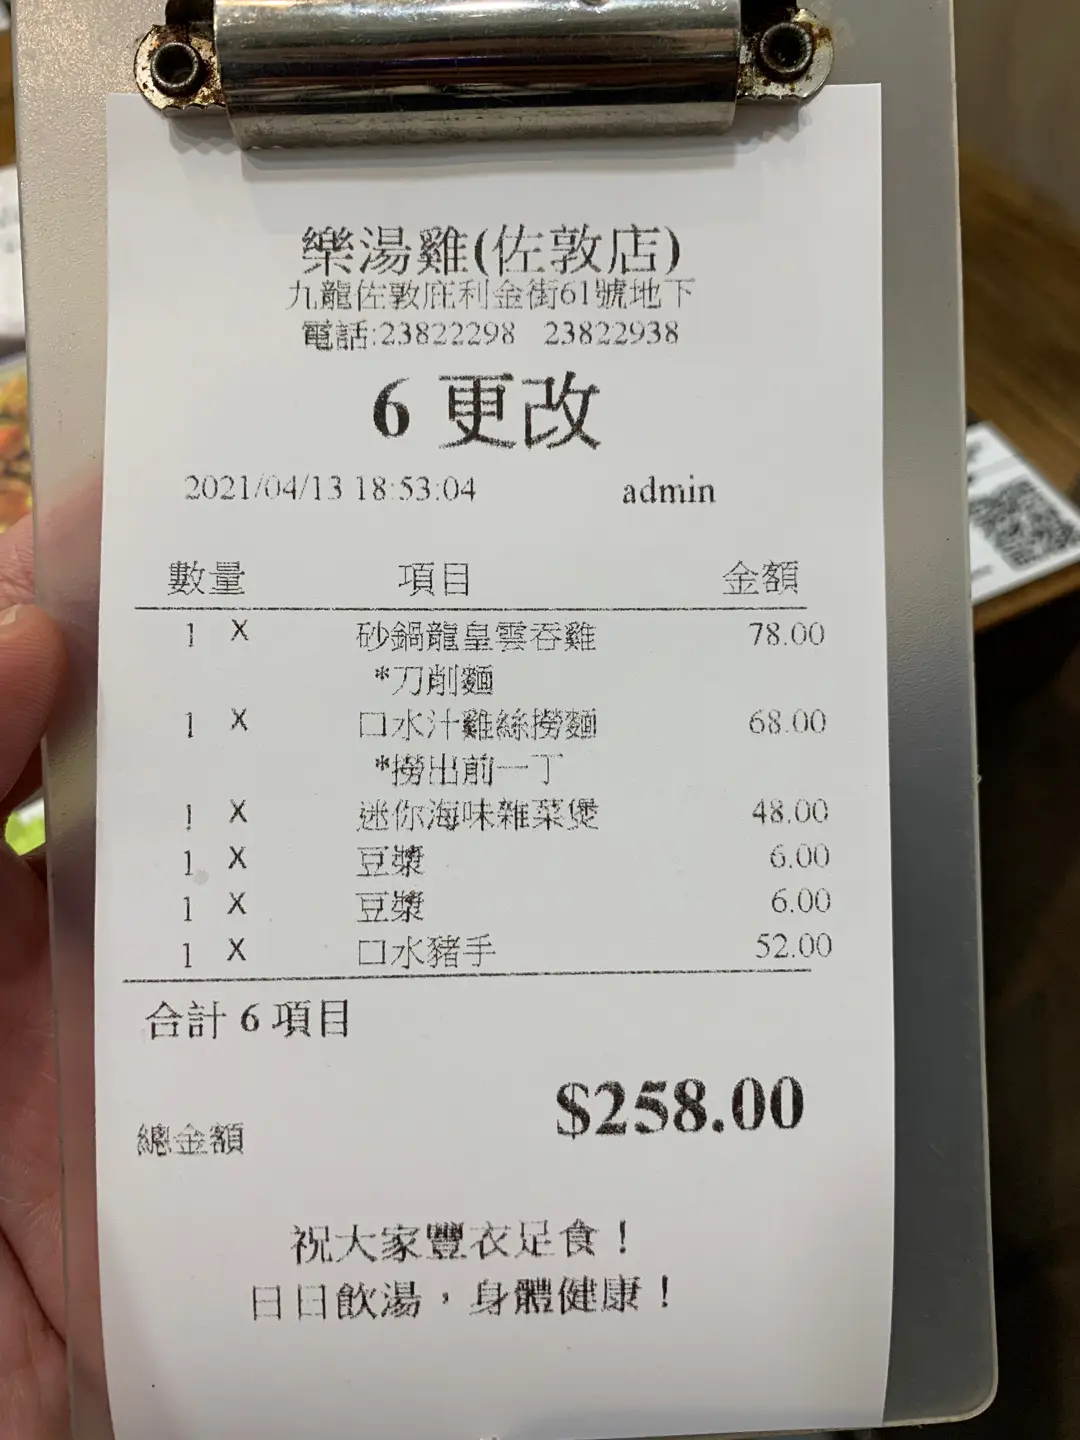 樂湯雞(佐敦店)
九龍佐敦庇利金街61號地下
電話:23822298 23822938
6 更改
2021/04/13 18:53:04 admin
數量 項目 金額
1 X 砂鍋龍皇雲吞雞 78.00
*刀削麵
1 X 口水汁雞絲撈麵 68.00
*撈出前一丁
1 X 迷你海味雜菜煲 48.00
1 X 豆漿 6.00
1 X 豆漿 6.00
1 X 口水豬手 52.00
合計 6 項目
$258.00
總金額
祝大家豐衣足食！
日日飲湯，身體健康！